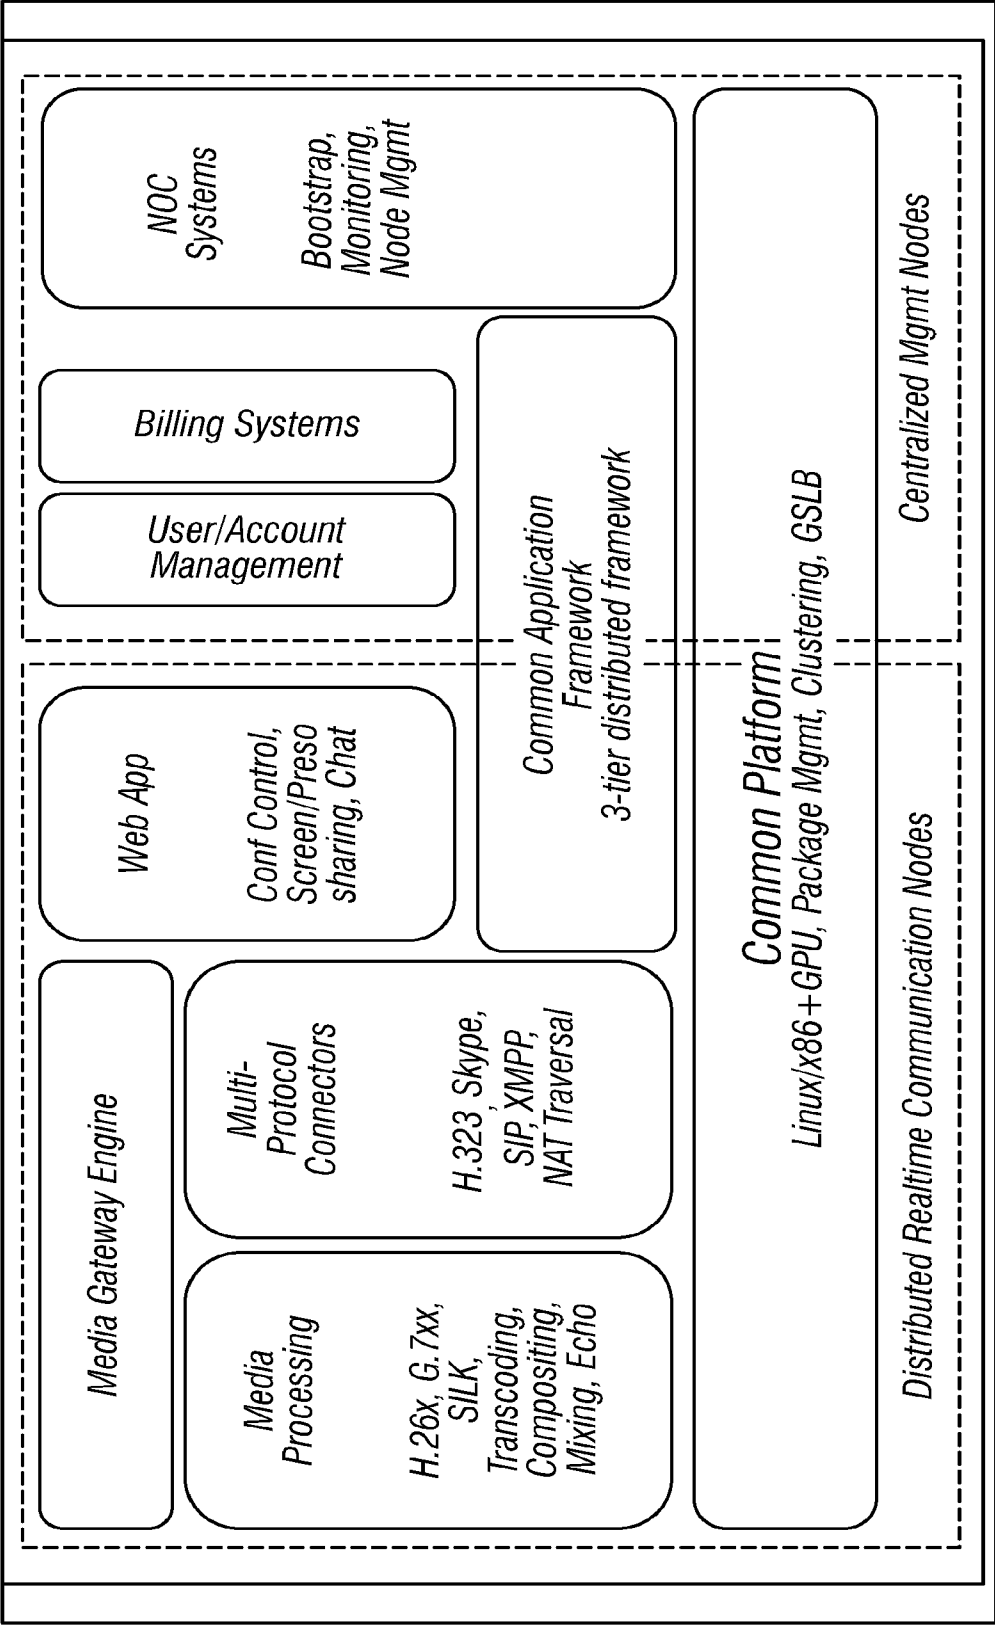 Media Gateway Engine
Media
Processing
H.26x, G.7xx,
SILK,
Transcoding,
Compositing,
Mixing, Echo
Multi-
Protocol
Connectors
H.323 Skype,
SIP, XMPP,
NAT Traversal
Web App
Conf Control,
Screen/Preso
sharing, Chat
User/Account
Management
Billing Systems
NOC
Systems
Bootstrap,
Monitoring,
Node Mgmt
Common Application
Framework
3-tier distributed framework
Common Platform
Linux/x86+GPU, Package Mgmt, Clustering, GSLB
Distributed Realtime Communication Nodes
Centralized Mgmt Nodes